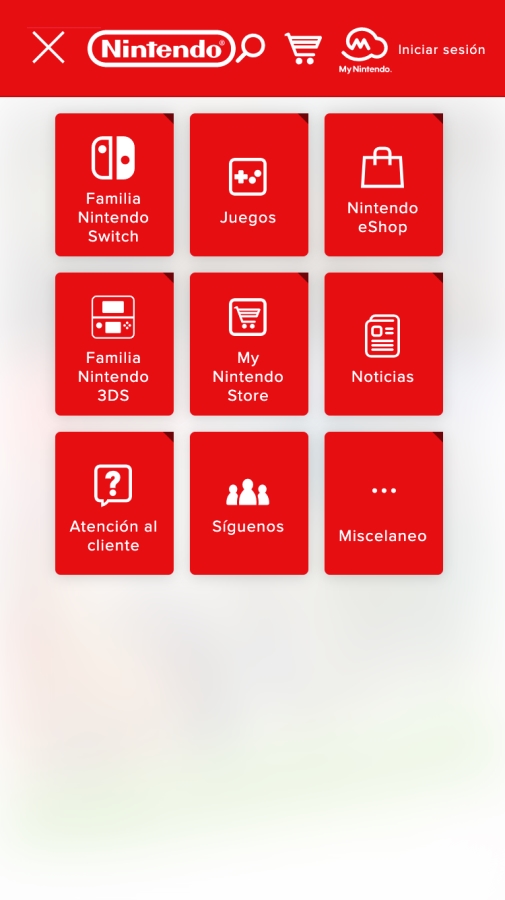 Nintendo®
My Nintendo.
Iniciar sesión
Familia
Nintendo
Switch
Juegos
Nintendo
eShop
Familia
Nintendo
3DS
My
Nintendo
Store
Noticias
Atención al
cliente
Síguenos
Miscelaneo